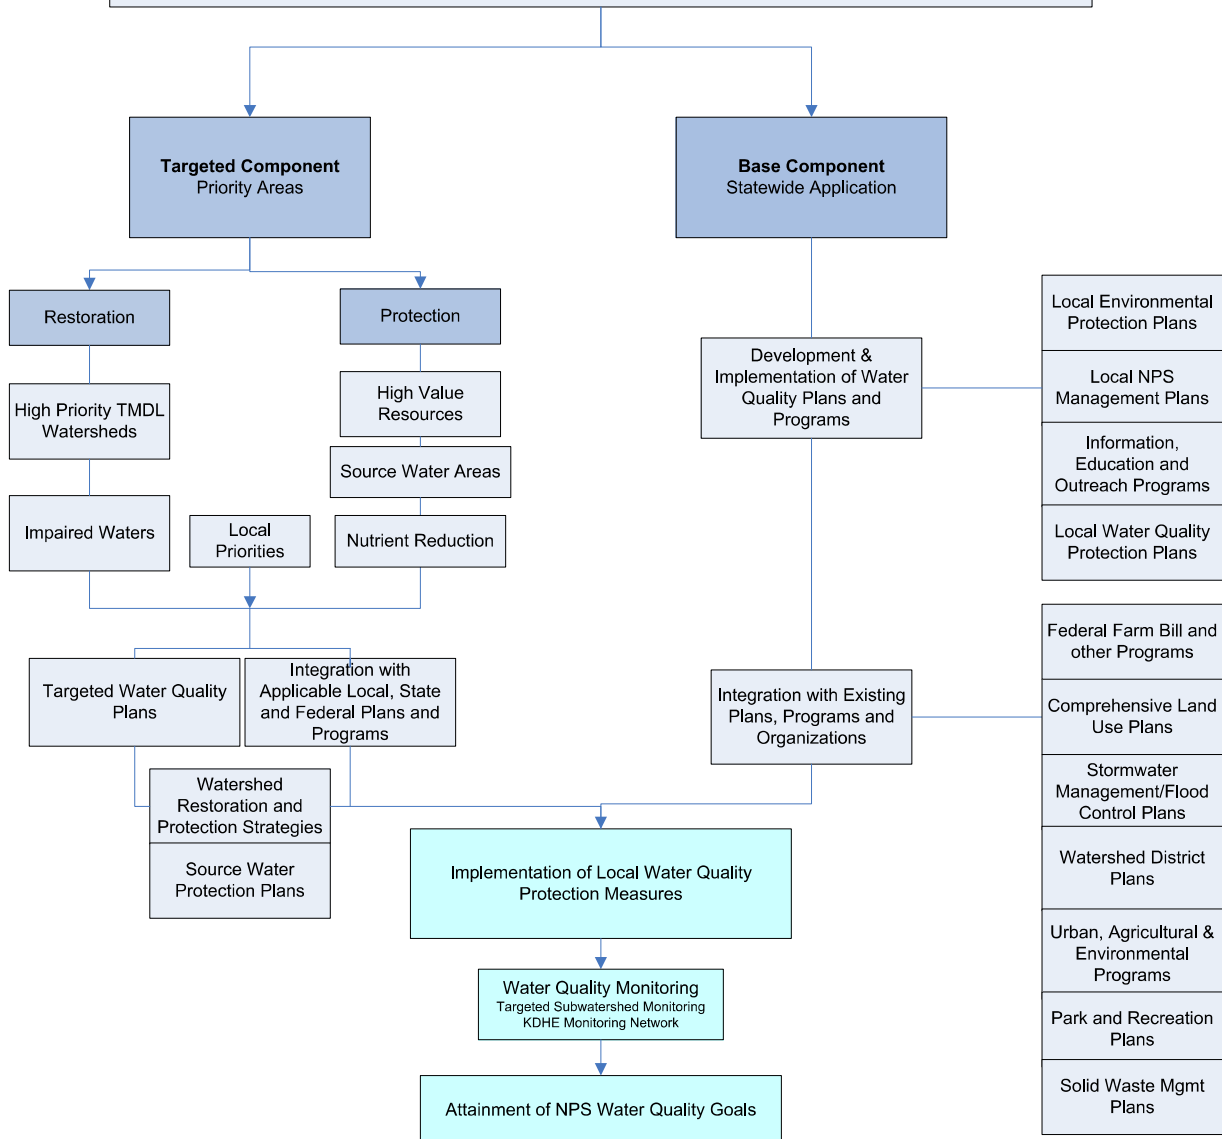 Targeted Component
Priority Areas
Base Component
Statewide Application
Restoration
Protection
High Priority TMDL
Watersheds
High Value
Resources
Source Water Areas
Impaired Waters
Local
Priorities
Nutrient Reduction
Development &
Implementation of Water
Quality Plans and
Programs
Local Environmental
Protection Plans
Local NPS
Management Plans
Information,
Education and
Outreach Programs
Local Water Quality
Protection Plans
Targeted Water Quality
Plans
Integration with
Applicable Local, State
and Federal Plans and
Programs
Integration with Existing
Plans, Programs and
Organizations
Federal Farm Bill and
other Programs
Comprehensive Land
Use Plans
Stormwater
Management/Flood
Control Plans
Watershed District
Plans
Urban, Agricultural &
Environmental
Programs
Park and Recreation
Plans
Solid Waste Mgmt
Plans
Watershed
Restoration and
Protection Strategies
Source Water
Protection Plans
Implementation of Local Water Quality
Protection Measures
Water Quality Monitoring
Targeted Subwatershed Monitoring
KDHE Monitoring Network
Attainment of NPS Water Quality Goals